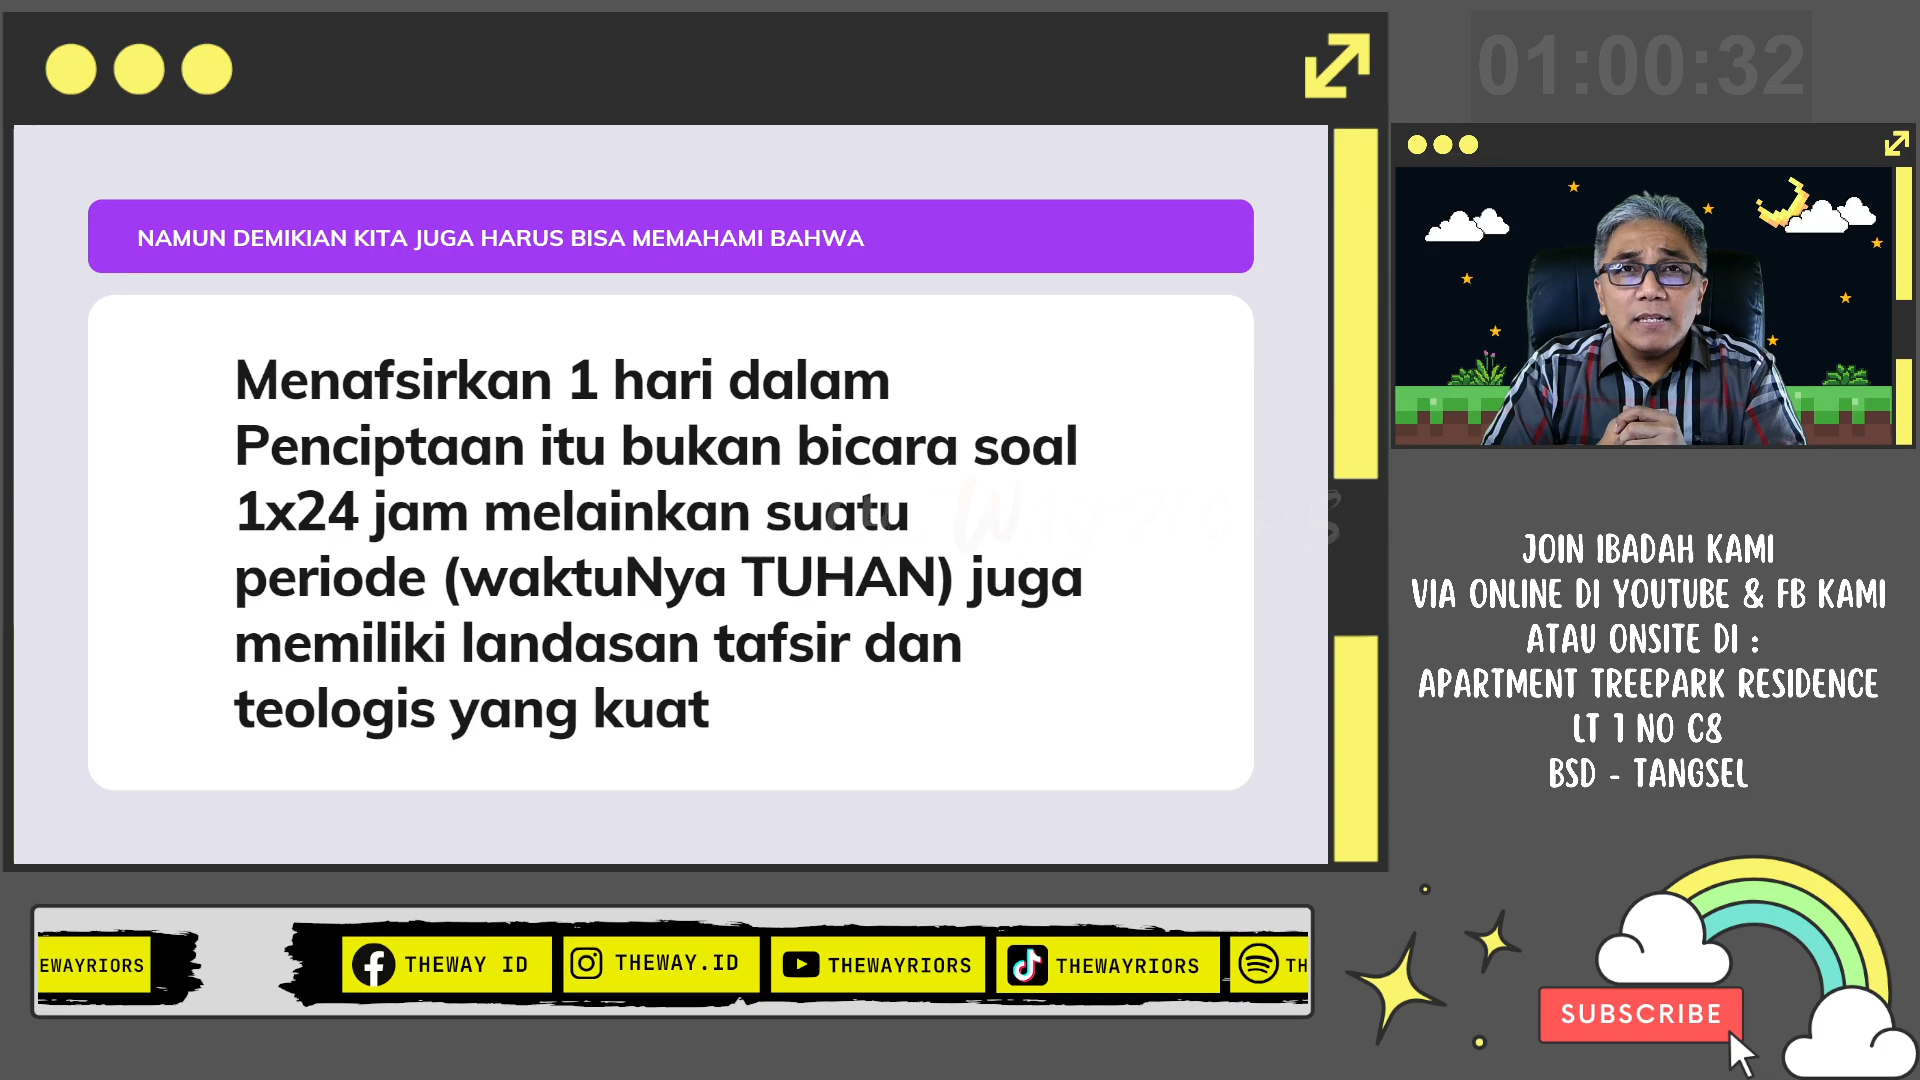 01:00:32
NAMUN DEMIKIAN KITA JUGA HARUS BISA MEMAHAMI BAHWA
Menafsirkan 1 hari dalam
Penciptaan itu bukan bicara soal
1x24 jam melainkan suatu
periode (waktuNya TUHAN) juga
memiliki landasan tafsir dan
teologis yang kuat
JOIN IBADAH KAMI
VIA ONLINE DI YOUTUBE & FB KAMI
ATAU ONSITE DI :
APARTMENT TREEPARK RESIDENCE
LT 1 NO C8
BSD - TANGSEL
EWAYRIORS
THEWAY ID
THEWAY.ID
THEWAYRIORS
THEWAYRIORS
TH
SUBSCRIBE